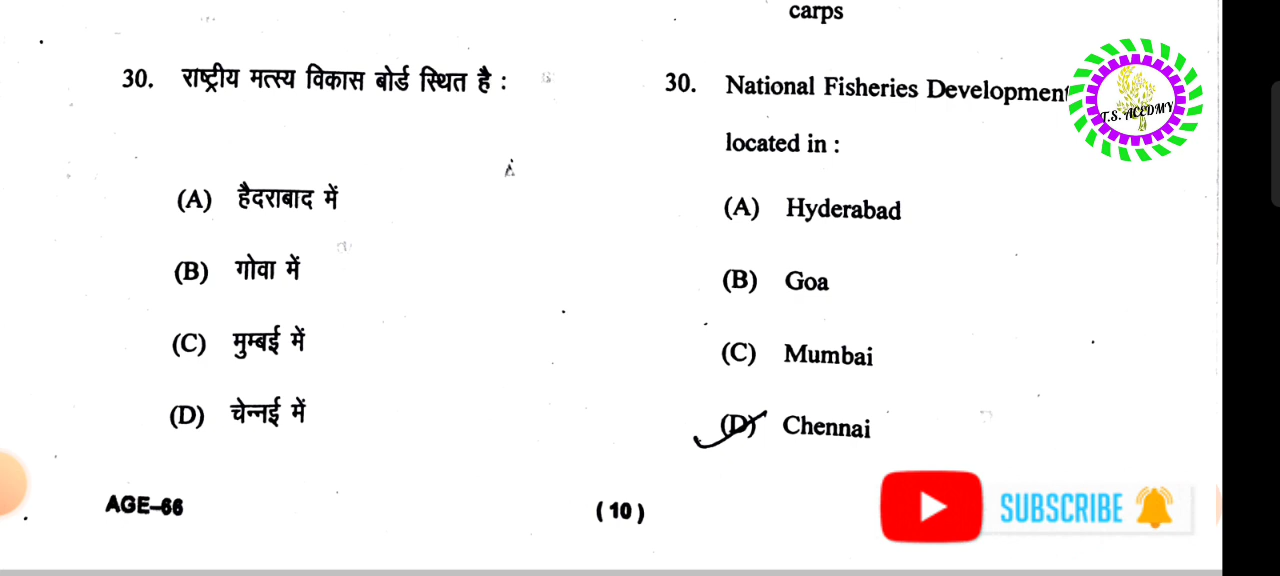 carps
30. राष्ट्रीय मत्स्य विकास बोर्ड स्थित है :
(A) हैदराबाद में
(B) गोवा में
(C) मुम्बई में
(D) चेन्नई में
30. National Fisheries Development
located in :
(A) Hyderabad
(B) Goa
(C) Mumbai
(D) Chennai
T.S. ACEDMY
AGE–66
( 10 )
SUBSCRIBE